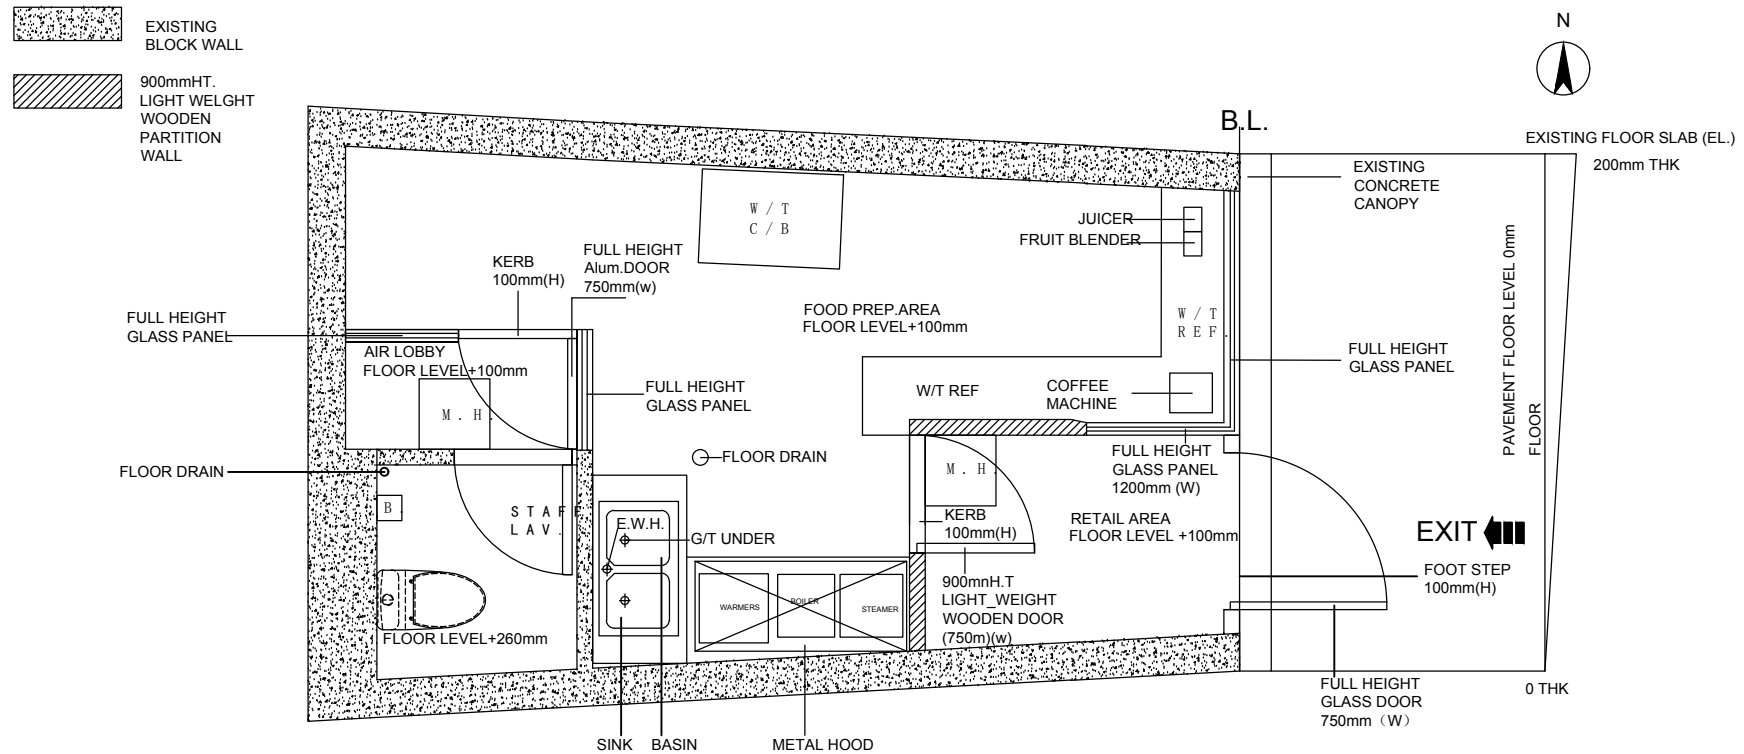 EXISTING
BLOCK WALL
900mmHT.
LIGHT WELGHT
WOODEN
PARTITION
WALL
N
B.L.
EXISTING FLOOR SLAB (EL.)
200mm THK
EXISTING
CONCRETE
CANOPY
W / T
C / B
JUICER
FRUIT BLENDER
FULL HEIGHT
Alum.DOOR
750mm(w)
KERB
100mm(H)
FOOD PREP.AREA
FLOOR LEVEL+100mm
W / T
R E F .
PAVEMENT FLOOR LEVEL 0mm
FLOOR
FULL HEIGHT
GLASS PANEL
AIR LOBBY
FLOOR LEVEL+100mm
FULL HEIGHT
GLASS PANEL
FULL HEIGHT
GLASS PANEL
W/T REF
COFFEE
MACHINE
M . H.
FLOOR DRAIN
FLOOR DRAIN
M . H.
FULL HEIGHT
GLASS PANEL
1200mm (W)
B.
S T A F F
L A V.
E.W.H.
G/T UNDER
KERB
100mm(H)
RETAIL AREA
FLOOR LEVEL +100mm
EXIT
FOOT STEP
100mm(H)
900mnH.T
LIGHT_WEIGHT
WOODEN DOOR
(750m)(w)
WARMERS
BOILER
STEAMER
FLOOR LEVEL+260mm
FULL HEIGHT
GLASS DOOR
750mm（W）
0 THK
SINK
BASIN
METAL HOOD